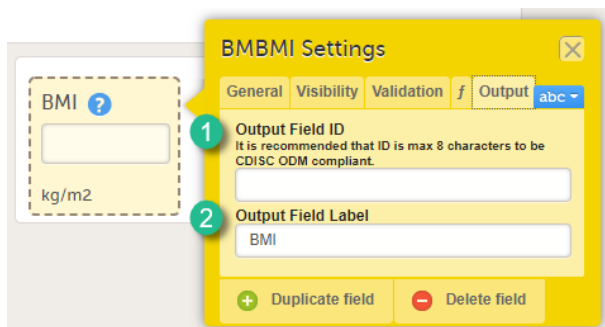 BMBMI Settings
General Visibility Validation f Output abc
BMI ?
1 Output Field ID
It is recommended that ID is max 8 characters to be
CDISC ODM compliant.
kg/m2
2 Output Field Label
BMI
Duplicate field Delete field